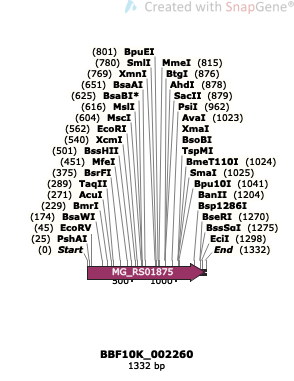 Created with SnapGene®
(801) BpuEI
(780) SmlI MmeI (815)
(769) XmnI BtgI (876)
(651) BsaAI AhdI (878)
(625) BsaBI* SacII (879)
(616) MslI PsiI (962)
(604) MscI AvaI (1023)
(562) EcoRI XmaI
(540) XcmI BsoBI
(501) BssHII TspMI
(451) MfeI BmeT110I (1024)
(375) BsrFI SmaI (1025)
(289) TaqII Bpu10I (1041)
(271) AcuI BanII (1204)
(229) BmrI Bsp1286I
(174) BsaWI BseRI (1270)
(45) EcoRV BssSαI (1275)
(25) PshAI EciI (1298)
(0) Start End (1332)
MG_RS01875
500 1000
BBF10K_002260
1332 bp